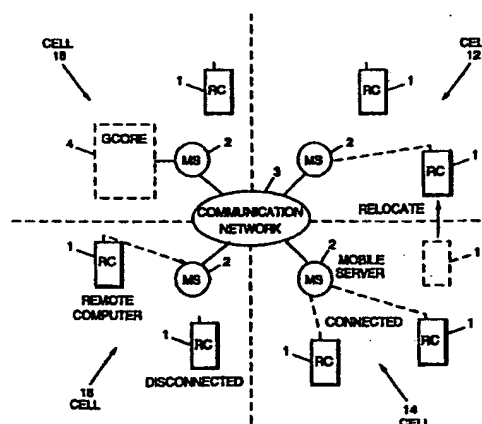 CELL
18
1
RC
1
RC
CEL
12
4
GCORE
MS
2
MS
2
3
RC
1
COMMUNICATION
NETWORK
RELOCATE
1
RC
MS
2
2
MS
MOBILE
SERVER
1
REMOTE
COMPUTER
1
RC
DISCONNECTED
CONNECTED
1
RC
RC
1
CELL
14
CELL